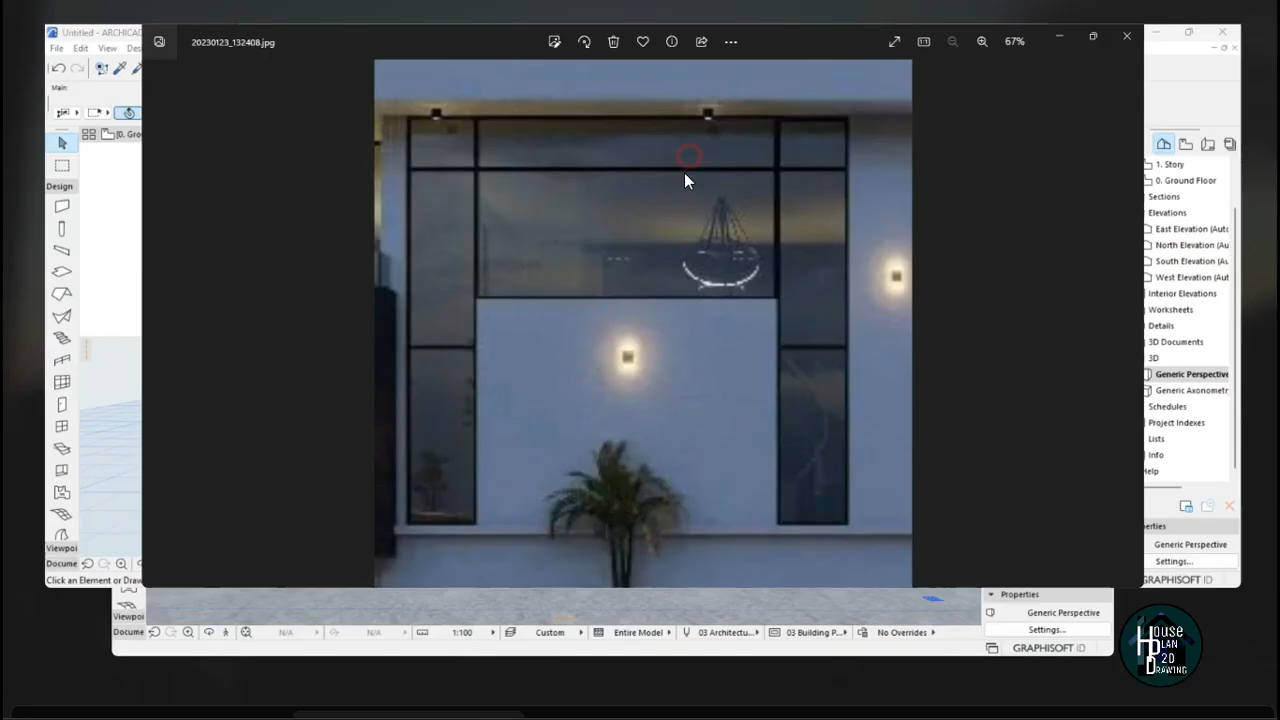 Untitled - ARCHICAD
20230123_132408.jpg
67%
File Edit View
Main:
Design
1. Story
0. Ground Floor
Sections
Elevations
East Elevation (Aut
North Elevation (Au
South Elevation (Au
West Elevation (Aut
Interior Elevations
Worksheets
Details
3D Documents
3D
Generic Perspective
Generic Axonometr
Schedules
Project Indexes
Lists
Info
Help
erties
Generic Perspective
Settings...
GRAPHISOFT ID
Viewpoi
Docume
Click an Element or Draw
Properties
Generic Perspective
Settings...
Viewpoi
Docume
N/A
N/A
1:100
Custom
Entire Model
03 Architectu...
03 Building P...
No Overrides
GRAPHISOFT ID
House
Plan
2D
Drawing